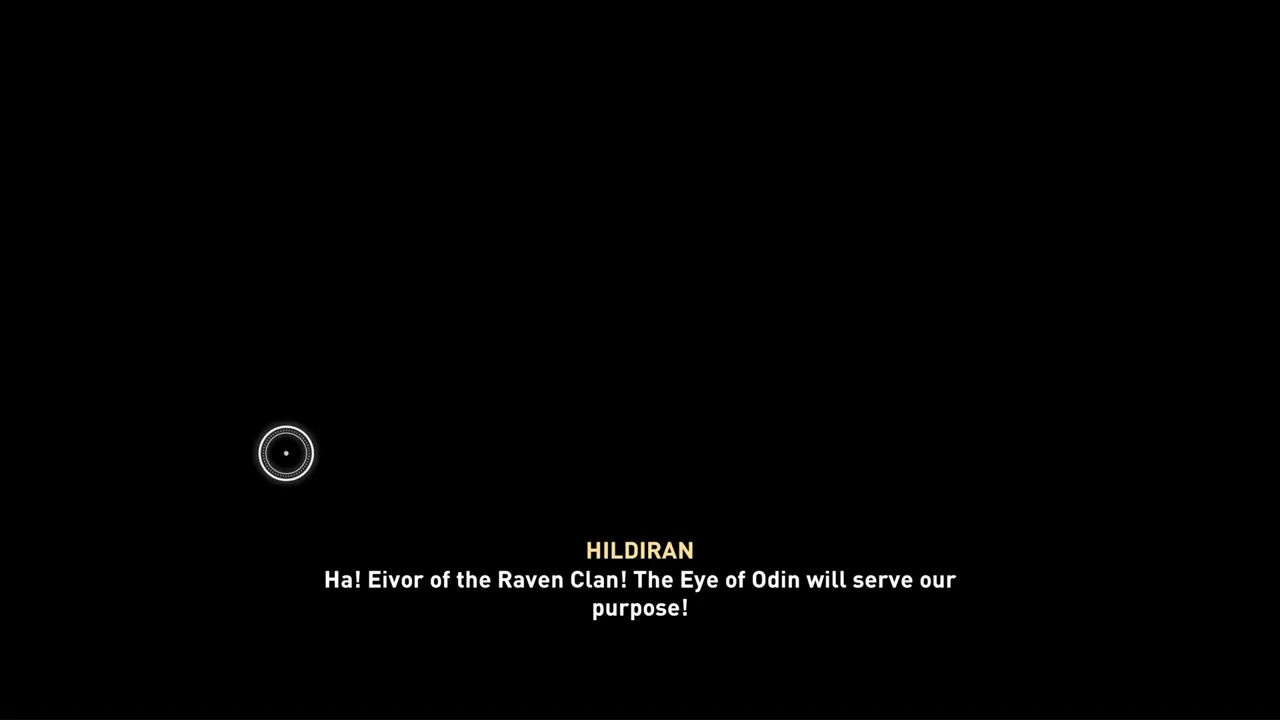 HILDIRAN
Ha! Eivor of the Raven Clan! The Eye of Odin will serve our
purpose!